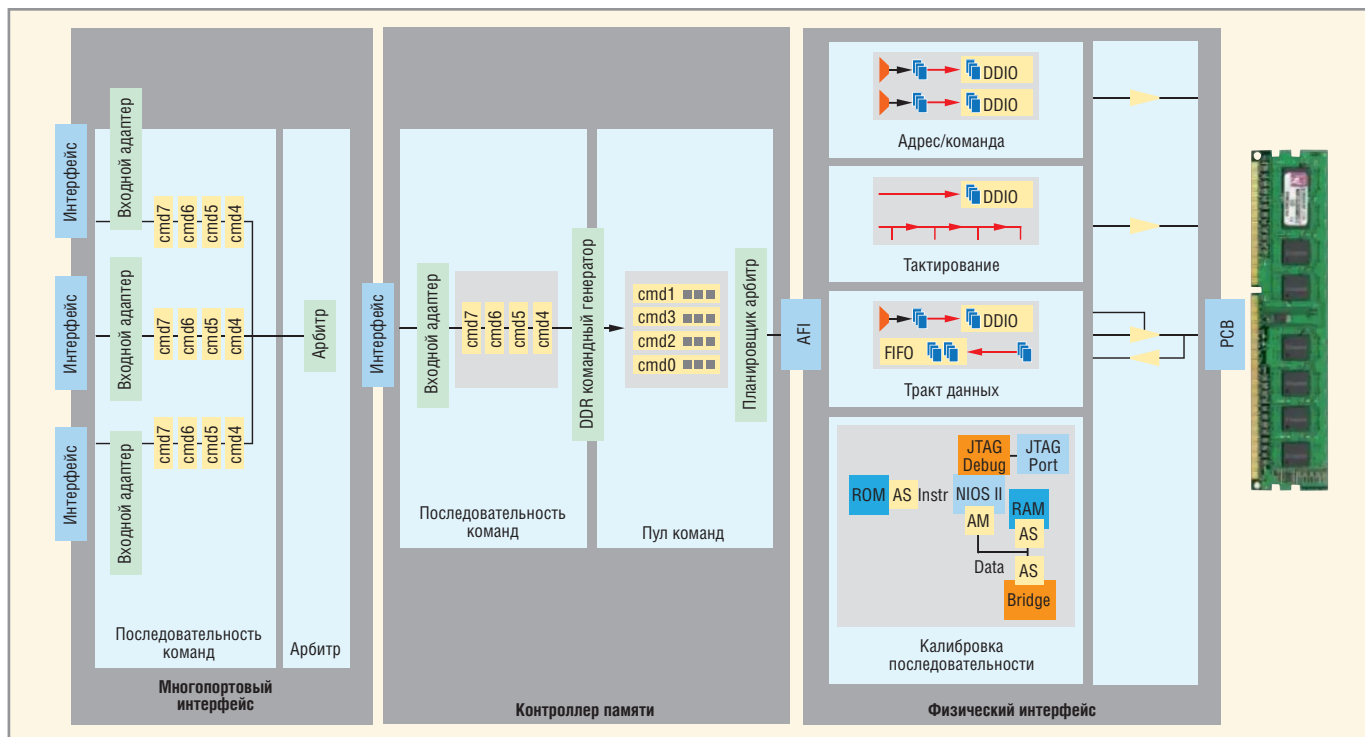 Интерфейс
Входной адаптер
cmd7
cmd6
cmd5
cmd4
Интерфейс
Входной адаптер
cmd7
cmd6
cmd5
cmd4
Интерфейс
Входной адаптер
cmd7
cmd6
cmd5
cmd4
Последовательность
команд
Арбитр
Арбитр
Многопортовый
интерфейс
Интерфейс
Входной адаптер
cmd7
cmd6
cmd5
cmd4
Последовательность
команд
DDR командный генератор
cmd1
cmd3
cmd2
cmd0
Пул команд
Планировщик арбитр
Контроллер памяти
AFI
DDIO
DDIO
Адрес/команда
DDIO
Тактирование
DDIO
FIFO
Тракт данных
JTAG
Debug
JTAG
Port
ROM
AS
Instr
NIOS II
RAM
AM
AS
Data
AS
Bridge
Калибровка
последовательности
Физический интерфейс
PCB